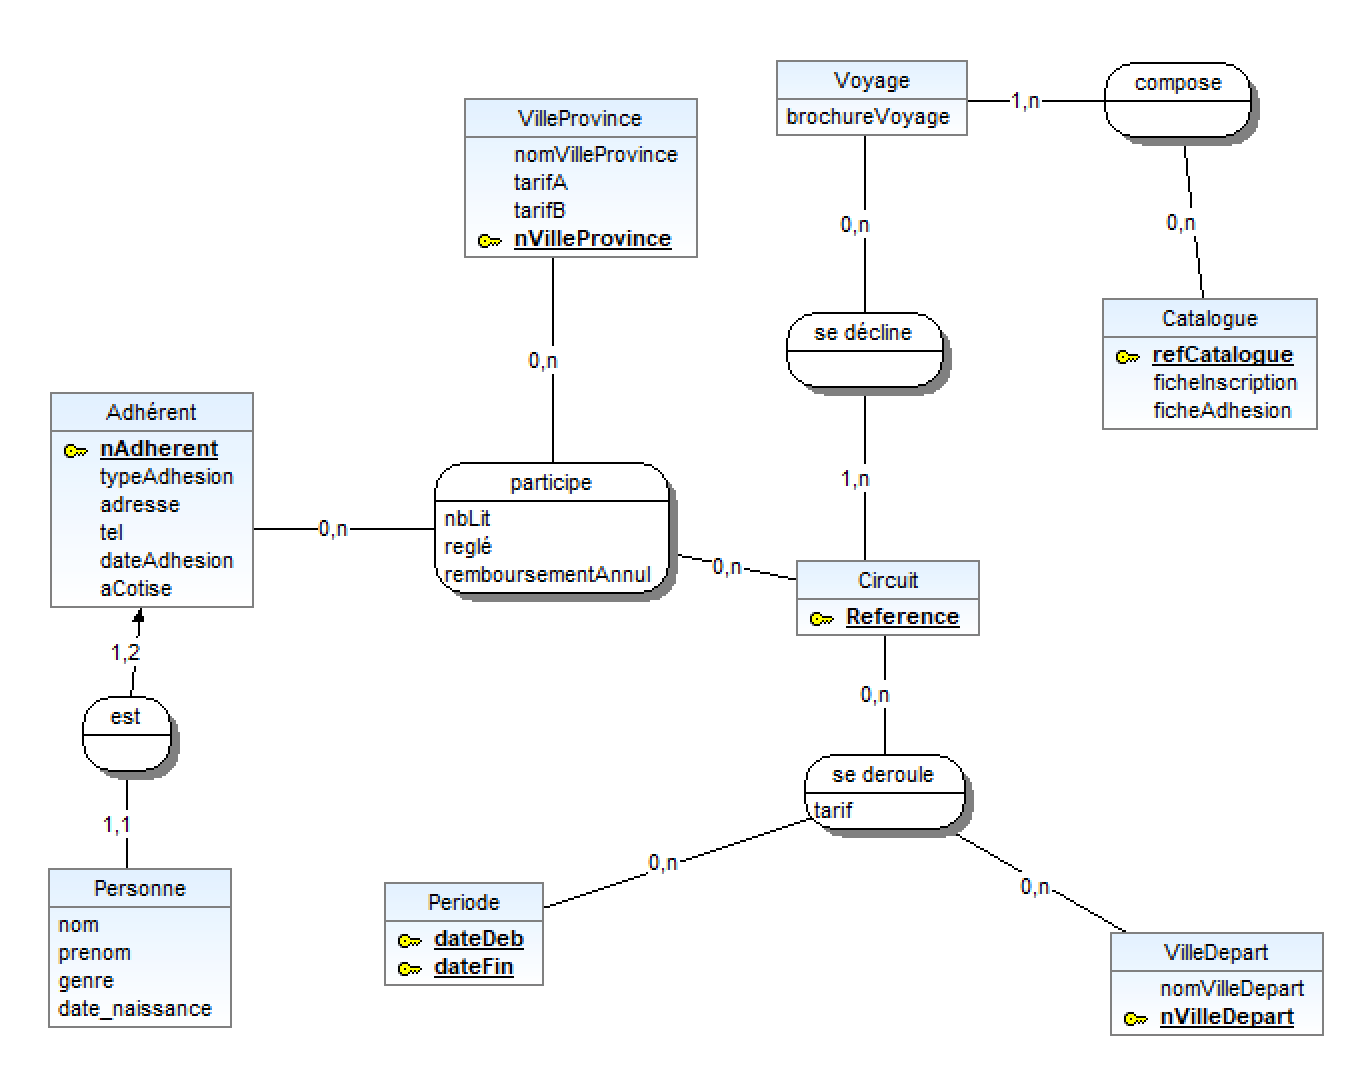 Voyage
brochureVoyage
1,n
compose
VilleProvince
nomVilleProvince
tarifA
tarifB
nVilleProvince
0,n
0,n
Catalogue
refCatalogue
ficheInscription
ficheAdhesion
se décline
0,n
Adhérent
nAdherent
typeAdhesion
adresse
tel
dateAdhesion
aCotise
0,n
participe
nbLit
reglé
remboursementAnnul
1,n
0,n
Circuit
Reference
1,2
est
1,1
Personne
nom
prenom
genre
date_naissance
0,n
se deroule
tarif
0,n
Periode
dateDeb
dateFin
0,n
VilleDepart
nomVilleDepart
nVilleDepart